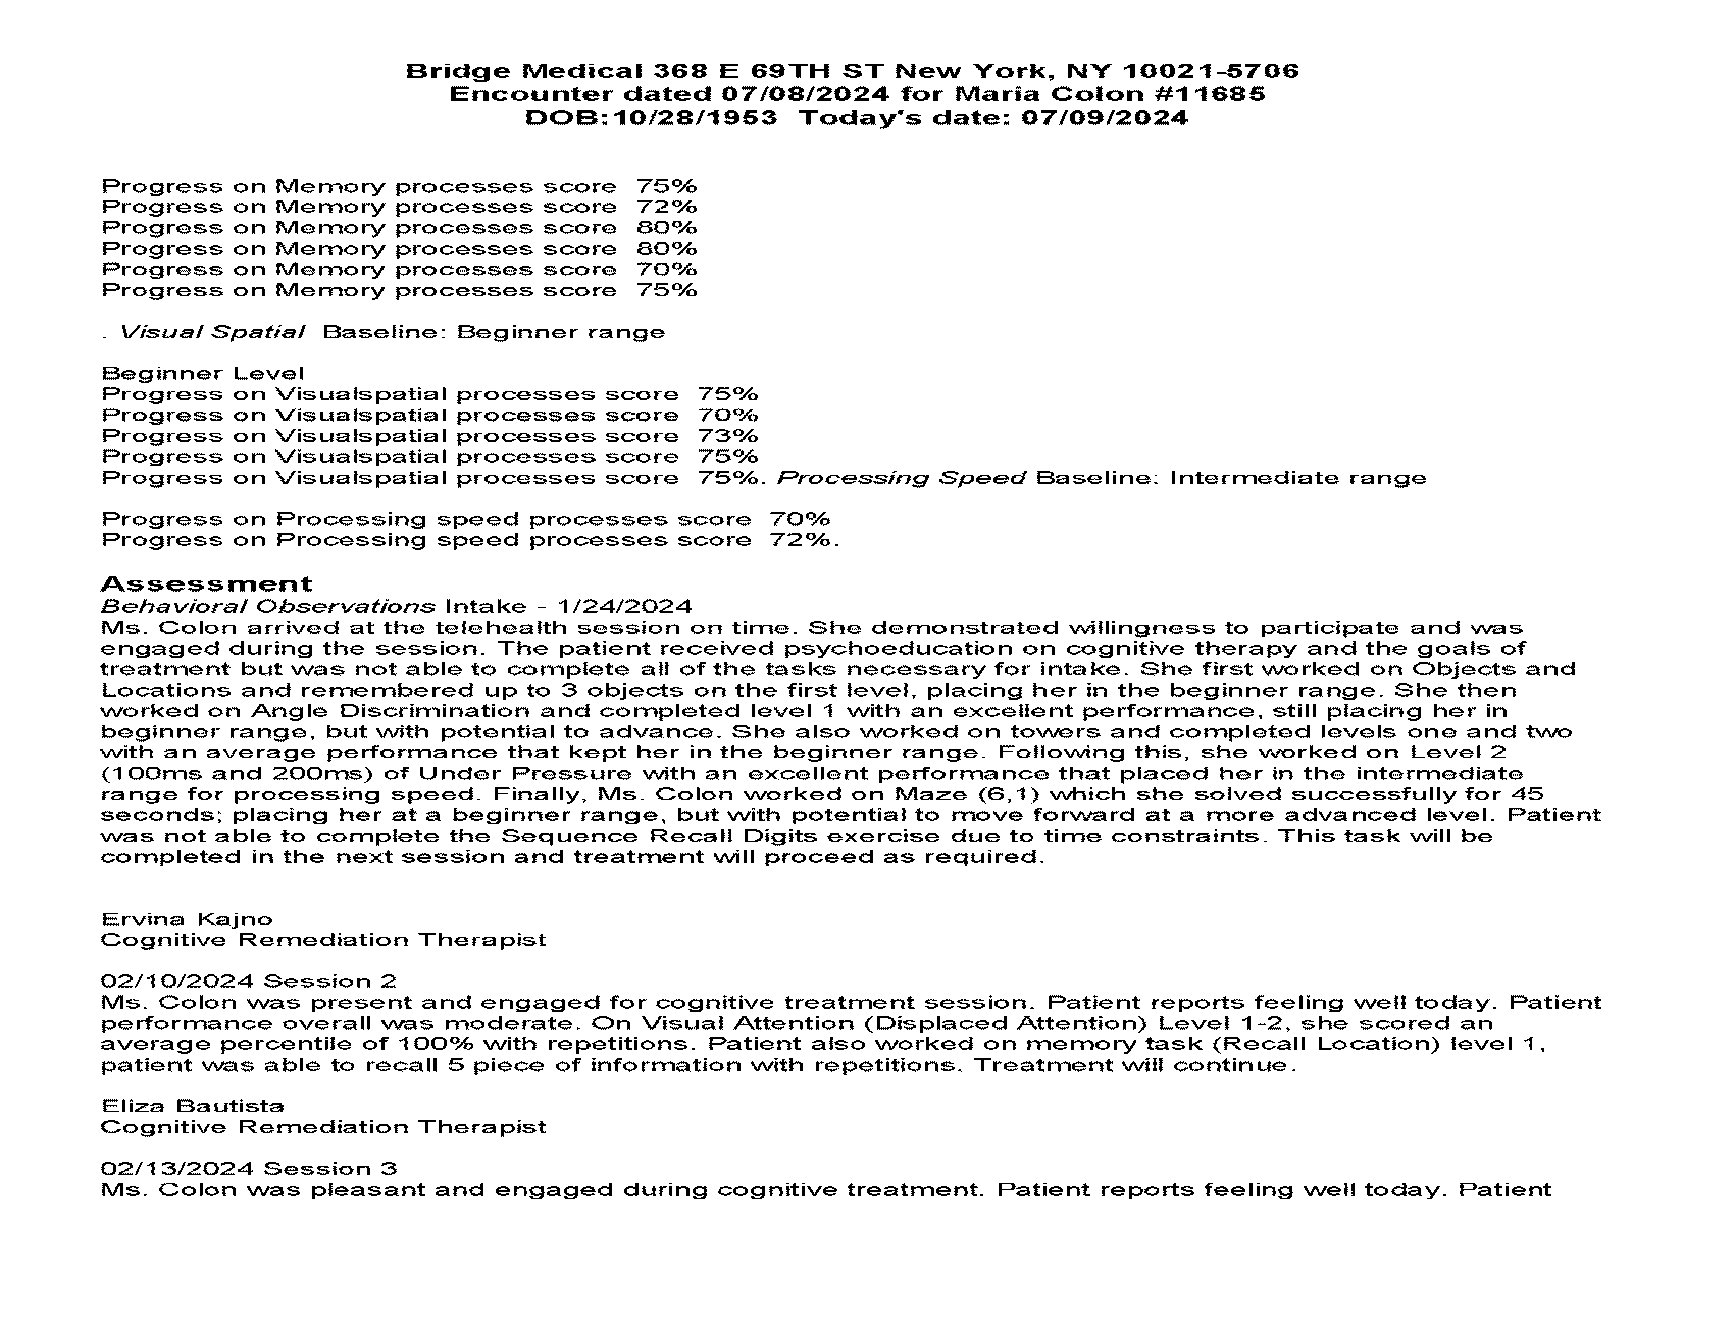 Bridge Medical 368 E 69TH ST New York, NY 10021-5706
Encounter dated 07/08/2024 for Maria Colon #11685
DOB:10/28/1953 Today's date: 07/09/2024
Progress on Memory processes score 75%
Progress on Memory processes score 72%
Progress on Memory processes score 80%
Progress on Memory processes score 80%
Progress on Memory processes score 70%
Progress on Memory processes score 75%
. Visual Spatial Baseline: Beginner range
Beginner Level
Progress on Visualspatial processes score 75%
Progress on Visualspatial processes score 70%
Progress on Visualspatial processes score 73%
Progress on Visualspatial processes score 75%
Progress on Visualspatial processes score 75%. Processing Speed Baseline: Intermediate range
Progress on Processing speed processes score 70%
Progress on Processing speed processes score 72%.
Assessment
Behavioral Observations Intake - 1/24/2024
Ms. Colon arrived at the telehealth session on time. She demonstrated willingness to participate and was
engaged during the session. The patient received psychoeducation on cognitive therapy and the goals of
treatment but was not able to complete all of the tasks necessary for intake. She first worked on Objects and
Locations and remembered up to 3 objects on the first level, placing her in the beginner range. She then
worked on Angle Discrimination and completed level 1 with an excellent performance, still placing her in
beginner range, but with potential to advance. She also worked on towers and completed levels one and two
with an average performance that kept her in the beginner range. Following this, she worked on Level 2
(100ms and 200ms) of Under Pressure with an excellent performance that placed her in the intermediate
range for processing speed. Finally, Ms. Colon worked on Maze (6,1) which she solved successfully for 45
seconds; placing her at a beginner range, but with potential to move forward at a more advanced level. Patient
was not able to complete the Sequence Recall Digits exercise due to time constraints. This task will be
completed in the next session and treatment will proceed as required.
Ervina Kajno
Cognitive Remediation Therapist
02/10/2024 Session 2
Ms. Colon was present and engaged for cognitive treatment session. Patient reports feeling well today. Patient
performance overall was moderate. On Visual Attention (Displaced Attention) Level 1-2, she scored an
average percentile of 100% with repetitions. Patient also worked on memory task (Recall Location) level 1,
patient was able to recall 5 piece of information with repetitions. Treatment will continue.
Eliza Bautista
Cognitive Remediation Therapist
02/13/2024 Session 3
Ms. Colon was pleasant and engaged during cognitive treatment. Patient reports feeling well today. Patient